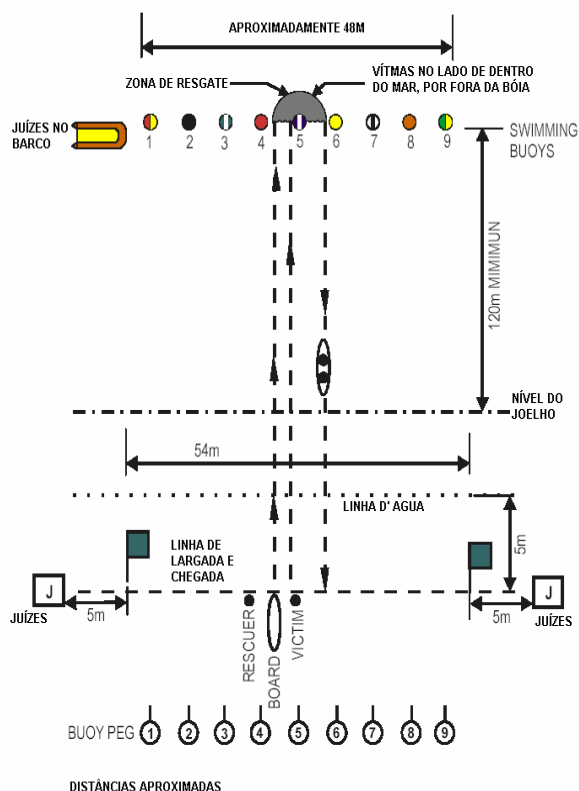 APROXIMADAMENTE 48M
ZONA DE RESGATE
VÍTMAS NO LADO DE DENTRO
DO MAR, POR FORA DA BÓIA
JUÍZES NO
BARCO
1 2 3 4 5 6 7 8 9
SWIMMING
BUOYS
120m MIMIMUN
NÍVEL DO
JOELHO
54m
LINHA D' AGUA
5m
LINHA DE
LARGADA E
CHEGADA
J
JUÍZES
5m
RESCUER
BOARD
VICTIM
5m
J
JUÍZES
BUOY PEG 1 2 3 4 5 6 7 8 9
DISTÂNCIAS APROXIMADAS